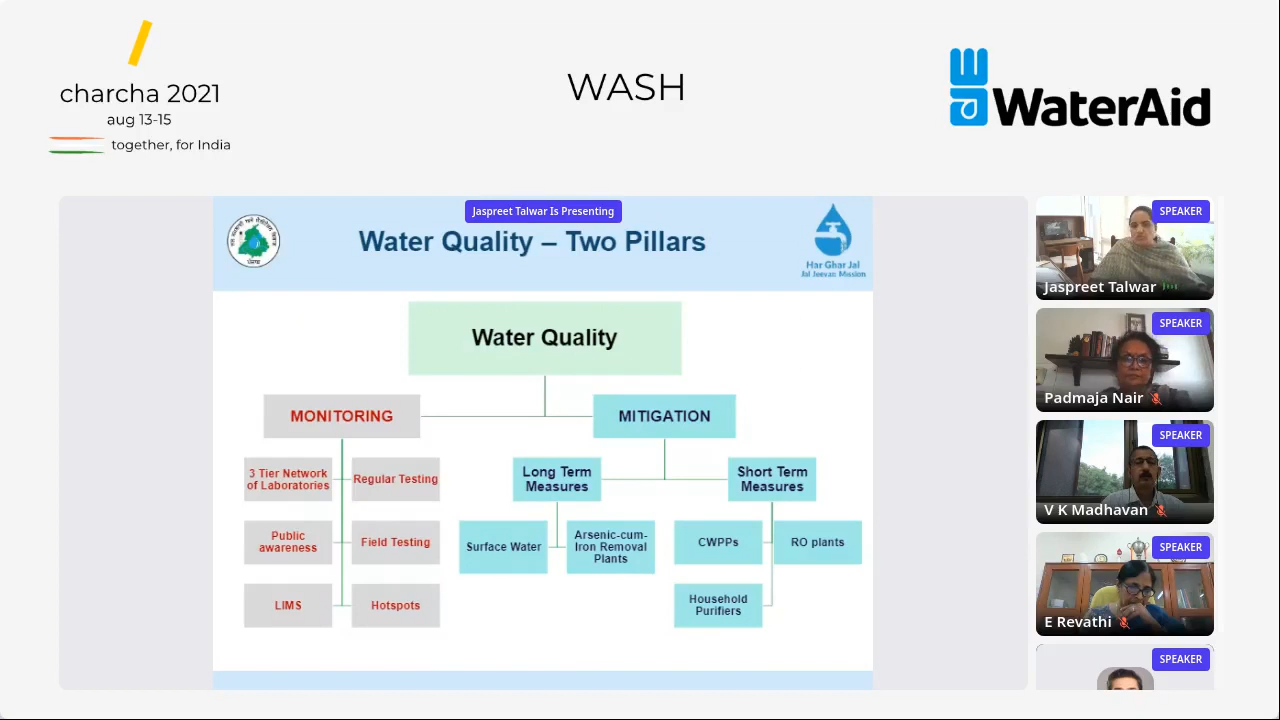 charcha 2021
aug 13-15
together, for India
WASH
WaterAid
Jaspreet Talwar Is Presenting
Water Quality – Two Pillars
Har Ghar Jal
Jal Jeevan Mission
Water Quality
MONITORING
MITIGATION
3 Tier Network
of Laboratories
Regular Testing
Public
awareness
Field Testing
LIMS
Hotspots
Long Term
Measures
Short Term
Measures
Surface Water
Arsenic-cum-
Iron Removal
Plants
CWPPs
RO plants
Household
Purifiers
SPEAKER
Jaspreet Talwar
SPEAKER
Padmaja Nair
SPEAKER
V K Madhavan
SPEAKER
E Revathi
SPEAKER